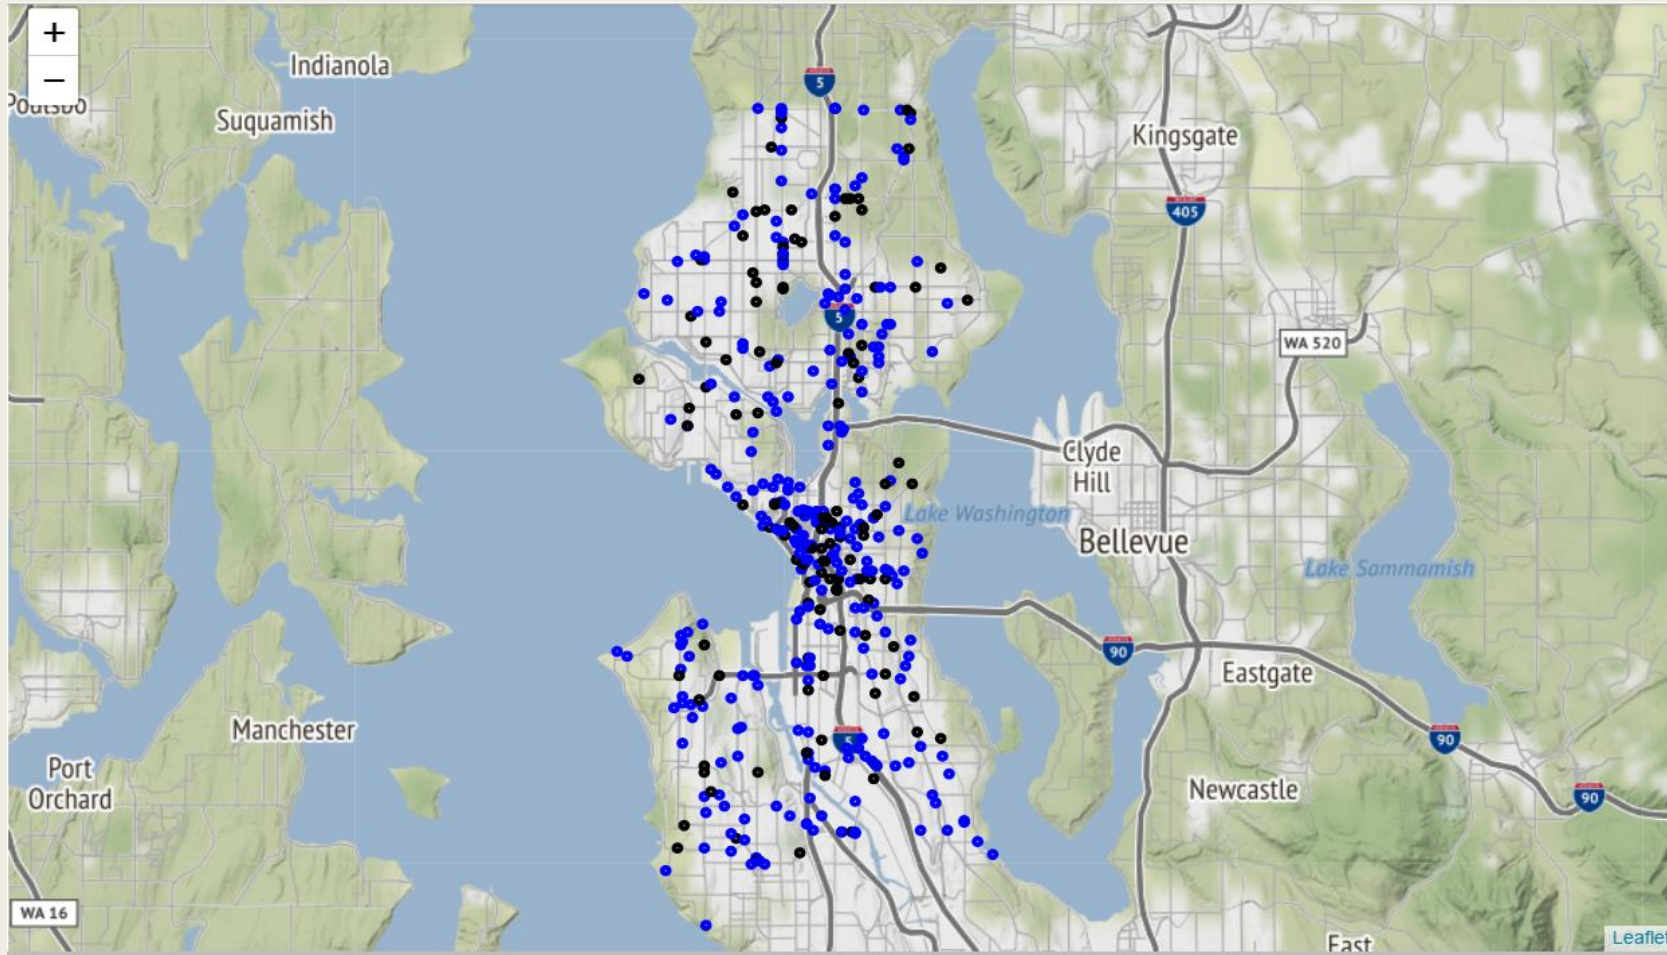 +
−
Poulsbo
Indianola
Suquamish
5
Kingsgate
405
5
WA 520
Clyde
Hill
Lake Washington
Bellevue
Lake Sammamish
90
Eastgate
Manchester
5
90
Port
Orchard
Newcastle
90
WA 16
East
Leaflet